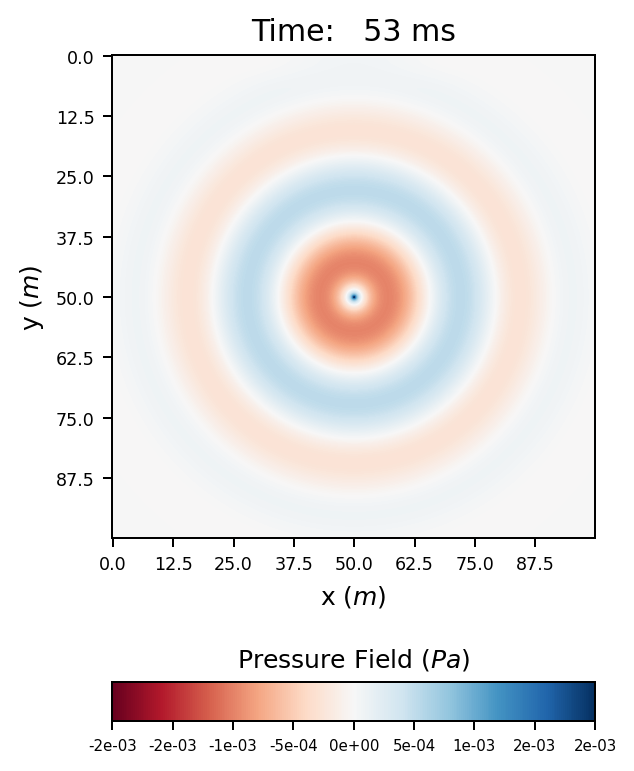 Time:   53 ms
0.0
12.5
25.0
37.5
50.0
62.5
75.0
87.5
y (m)
0.0 12.5 25.0 37.5 50.0 62.5 75.0 87.5
x (m)
Pressure Field (Pa)
-2e-03 -2e-03 -1e-03 -5e-04 0e+00 5e-04 1e-03 2e-03 2e-03